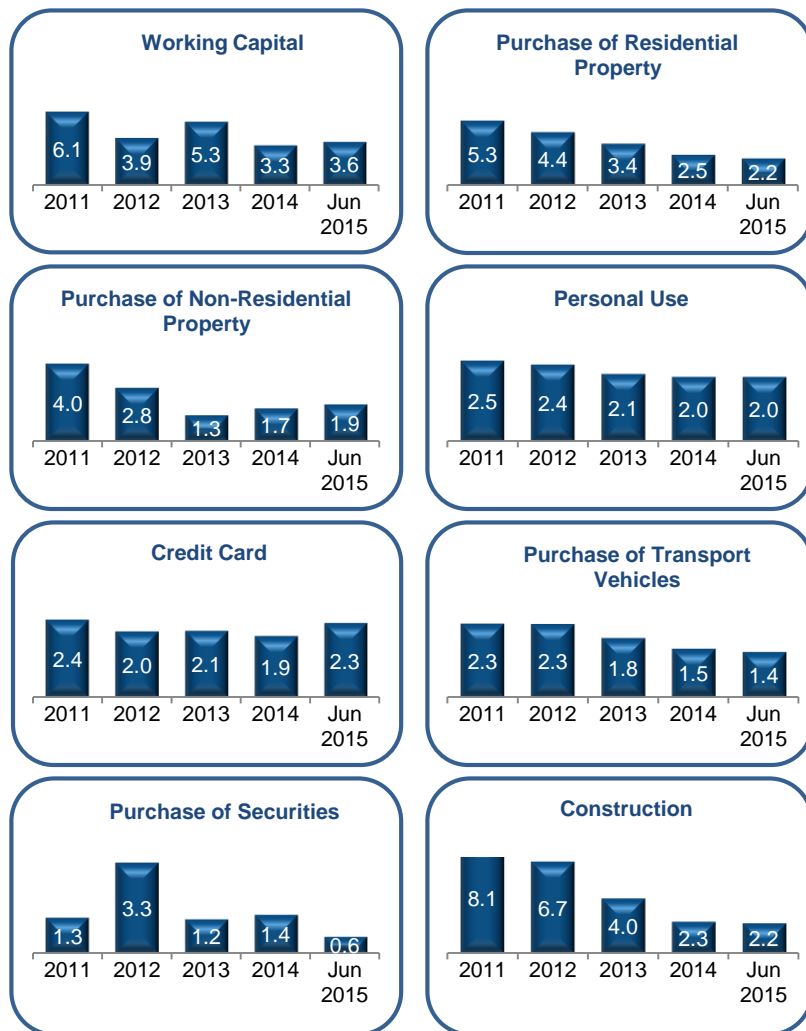 Working Capital
6.1 3.9 5.3 3.3 3.6
2011 2012 2013 2014 Jun
2015
Purchase of Residential
Property
5.3 4.4 3.4 2.5 2.2
2011 2012 2013 2014 Jun
2015
Purchase of Non-Residential
Property
4.0 2.8 1.3 1.7 1.9
2011 2012 2013 2014 Jun
2015
Personal Use
2.5 2.4 2.1 2.0 2.0
2011 2012 2013 2014 Jun
2015
Credit Card
2.4 2.0 2.1 1.9 2.3
2011 2012 2013 2014 Jun
2015
Purchase of Transport
Vehicles
2.3 2.3 1.8 1.5 1.4
2011 2012 2013 2014 Jun
2015
Purchase of Securities
1.3 3.3 1.2 1.4 0.6
2011 2012 2013 2014 Jun
2015
Construction
8.1 6.7 4.0 2.3 2.2
2011 2012 2013 2014 Jun
2015